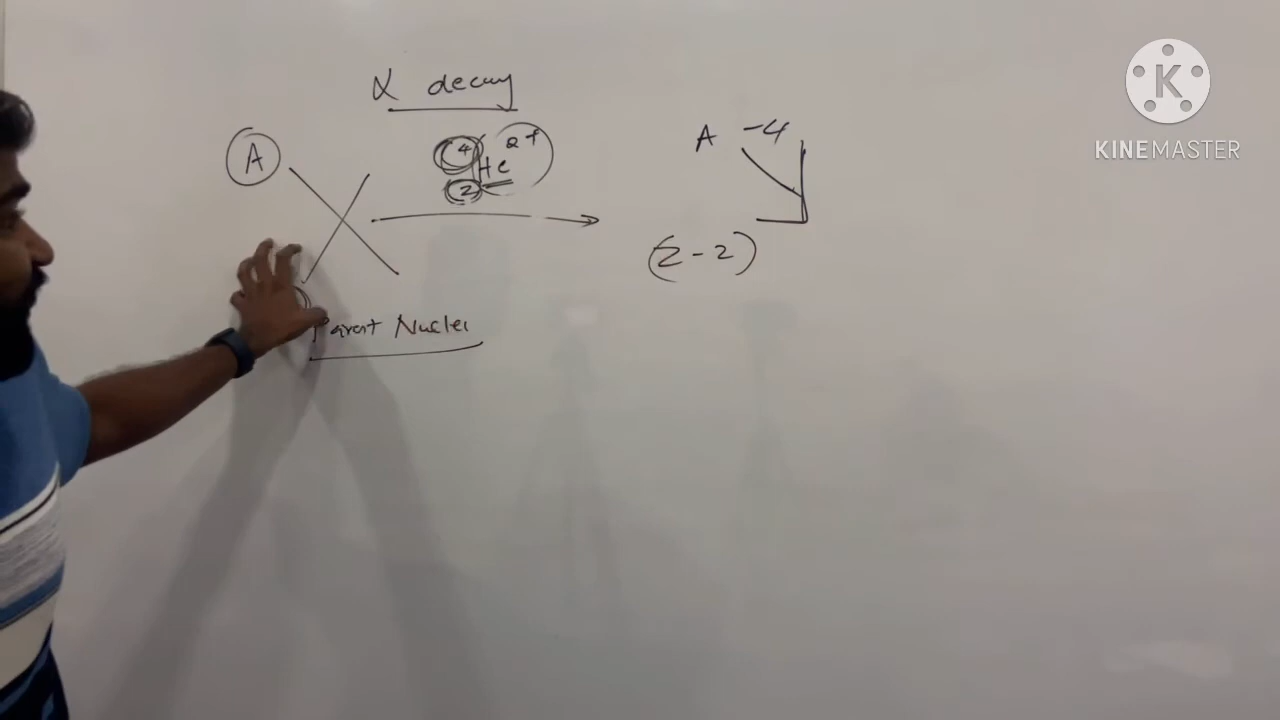 α decay
A X
4 He 2+
2
A -4 Y
(Z - 2)
Parent Nuclei
K
KINEMASTER